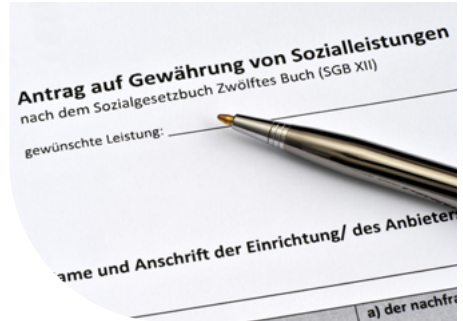 Antrag auf Gewährung von Sozialleistungen
nach dem Sozialgesetzbuch Zwölftes Buch (SGB XII)
gewünschte Leistung:
ame und Anschrift der Einrichtung/ des Anbieter
a) der nachfra